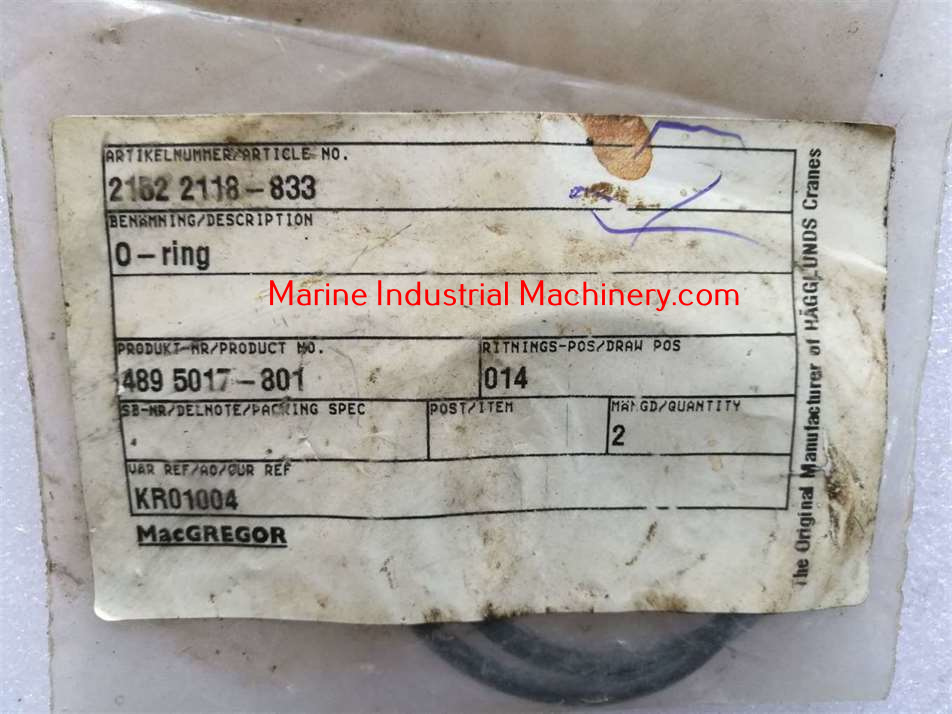 ARTIKELNUMMER/ARTICLE NO.
2152 2118-833
BENÄMNING/DESCRIPTION
O-ring
Marine Industrial Machinery.com
PRODUKT-NR/PRODUCT NO.
489 5017-801
RITNINGS-POS/DRAW POS
014
SB-NR/DELNOTE/PACKING SPEC
POST/ITEM
MÄNGD/QUANTITY
2
VÅR REF/AO/OUR REF
KR01004
MacGREGOR
The Original Manufacturer of HÄGGLUNDS Cranes